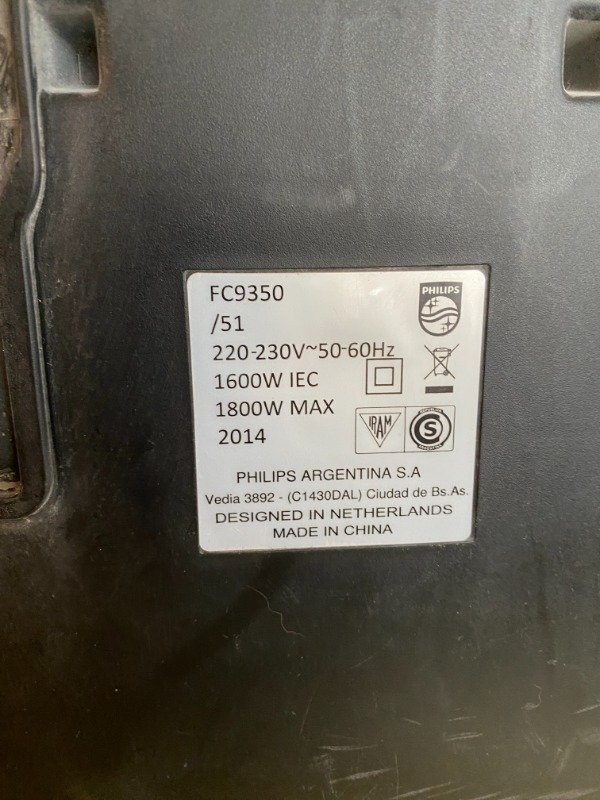 FC9350
/51
PHILIPS
220-230V~50-60Hz
1600W IEC
1800W MAX
2014
IRAM
S
PHILIPS ARGENTINA S.A
Vedia 3892 - (C1430DAL) Ciudad de Bs.As.
DESIGNED IN NETHERLANDS
MADE IN CHINA